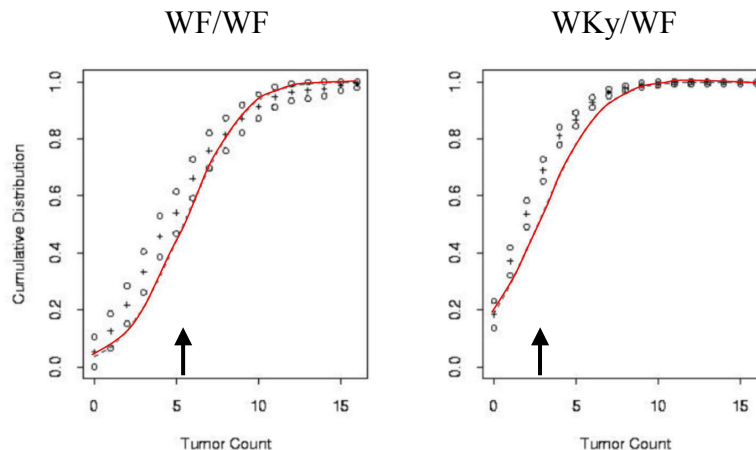 WF/WF WKy/WF
1.0 1.0
0.8 0.8
0.6 0.6
0.4 0.4
0.2 0.2
0.0 0.0
Cumulative Distribution
0 5 10 15 0 5 10 15
Tumor Count Tumor Count